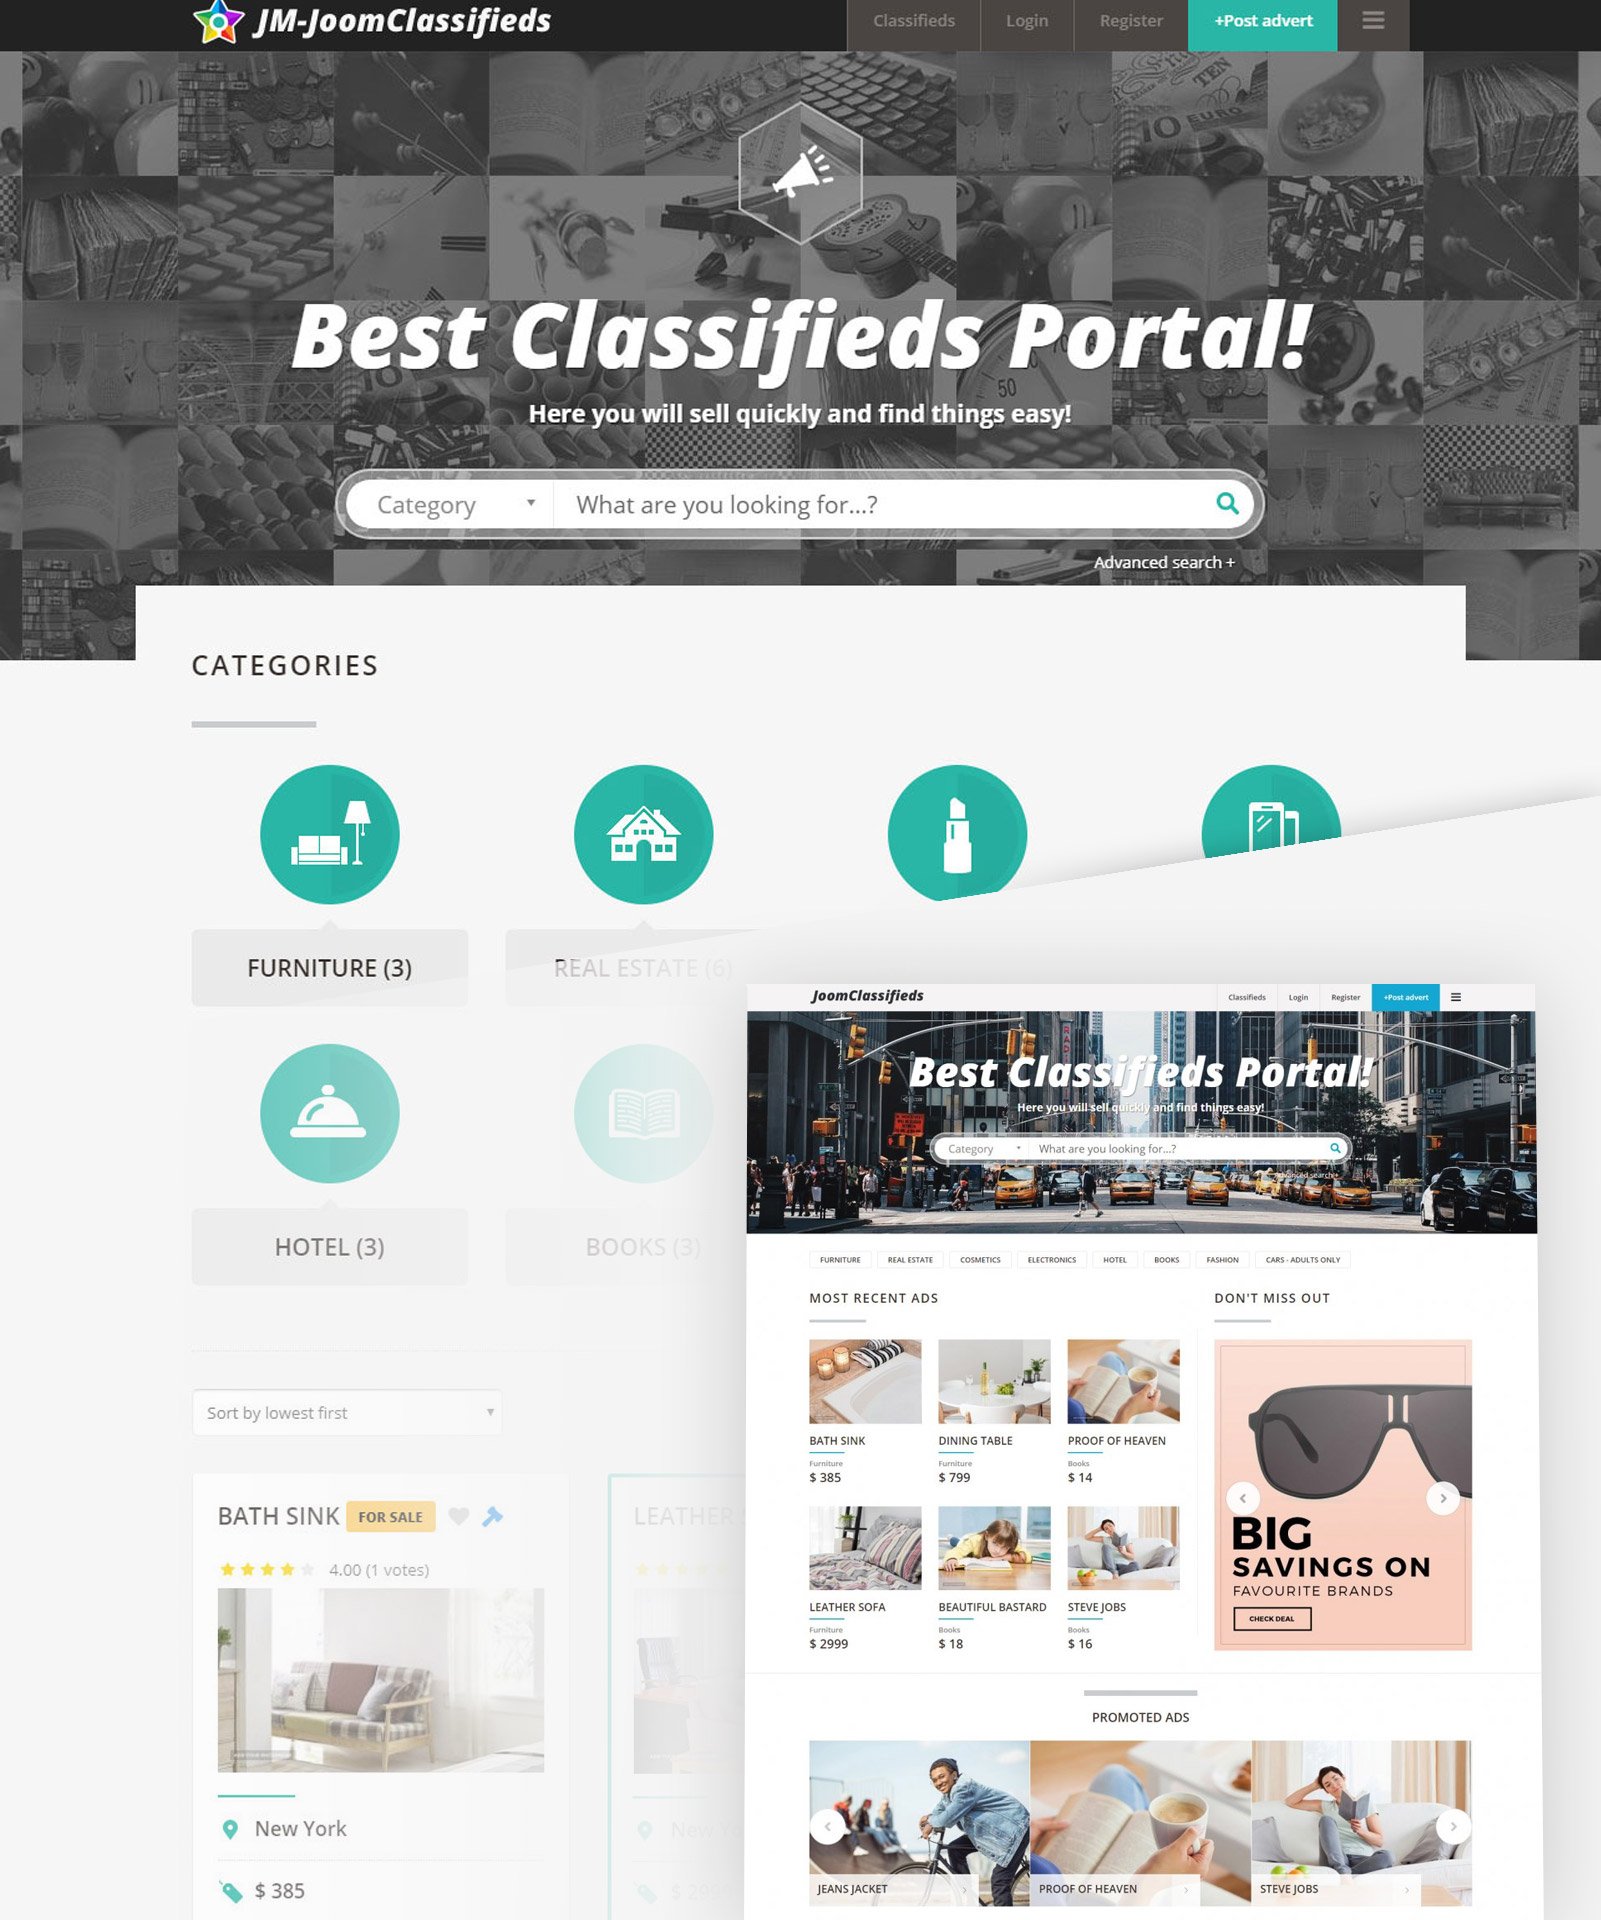 JM-JoomClassifieds
Classifieds Login Register +Post advert
Best Classifieds Portal!
Here you will sell quickly and find things easy!
Category What are you looking for...?
Advanced search +
CATEGORIES
FURNITURE (3) REAL ESTATE (6)
HOTEL (3) BOOKS (3)
Sort by lowest first
BATH SINK FOR SALE
4.00 (1 votes)
New York
$ 385
LEATHER
JoomClassifieds
Classifieds Login Register +Post advert
Best Classifieds Portal!
Here you will sell quickly and find things easy!
Category What are you looking for...?
Advanced search +
FURNITURE REAL ESTATE COSMETICS ELECTRONICS HOTEL BOOKS FASHION CARS - ADULTS ONLY
MOST RECENT ADS
BATH SINK
Furniture
$ 385
DINING TABLE
Furniture
$ 799
PROOF OF HEAVEN
Books
$ 14
LEATHER SOFA
Furniture
$ 2999
BEAUTIFUL BASTARD
Books
$ 18
STEVE JOBS
Books
$ 16
DON'T MISS OUT
BIG
SAVINGS ON
FAVOURITE BRANDS
CHECK DEAL
PROMOTED ADS
JEANS JACKET
PROOF OF HEAVEN
STEVE JOBS